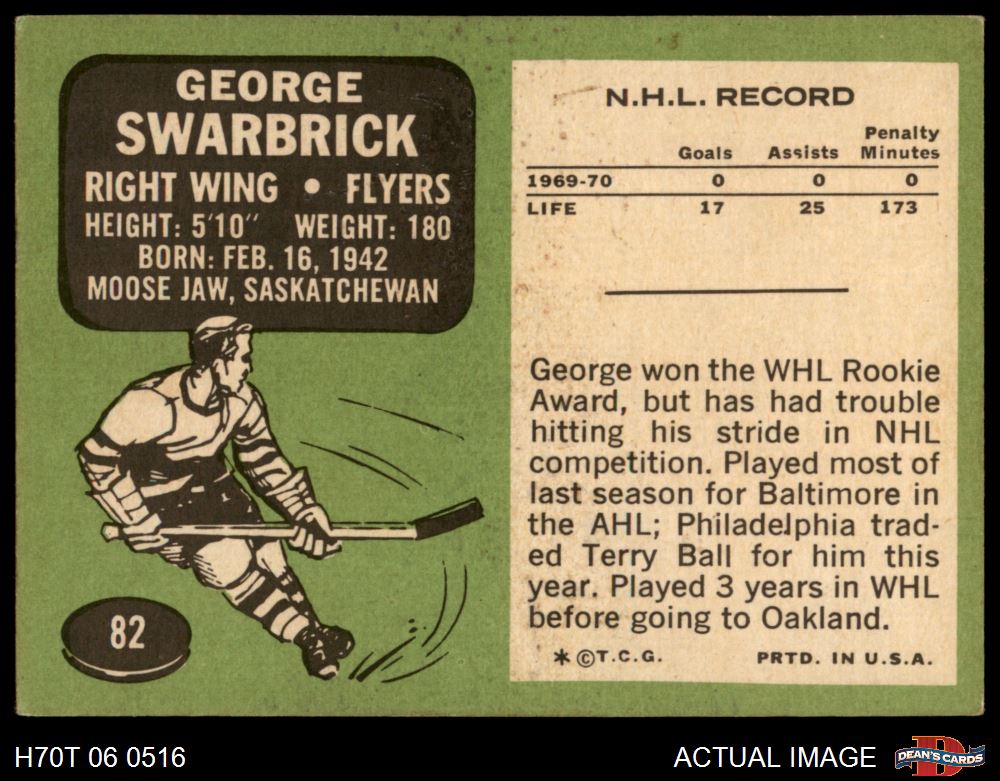 GEORGE
SWARBRICK
RIGHT WING • FLYERS
HEIGHT: 5'10" WEIGHT: 180
BORN: FEB. 16, 1942
MOOSE JAW, SASKATCHEWAN
82
N.H.L. RECORD
Goals Assists Penalty Minutes
1969-70 0 0 0
LIFE 17 25 173
George won the WHL Rookie
Award, but has had trouble
hitting his stride in NHL
competition. Played most of
last season for Baltimore in
the AHL; Philadelphia trad-
ed Terry Ball for him this
year. Played 3 years in WHL
before going to Oakland.
* ©T.C.G. PRTD. IN U.S.A.
H70T 06 0516
ACTUAL IMAGE
D
DEAN'S CARDS